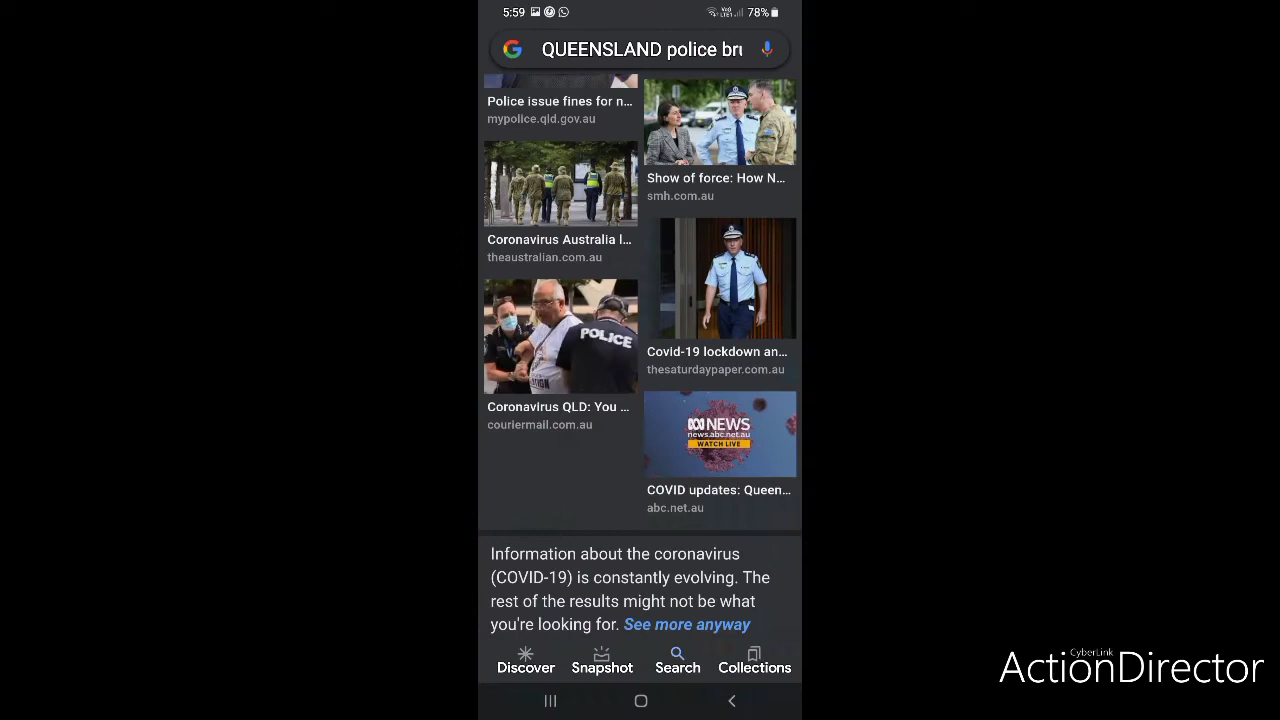 5:59
Vo)
LTE1
78%
QUEENSLAND police bru
Police issue fines for n...
mypolice.qld.gov.au
Coronavirus Australia l...
theaustralian.com.au
POLICE
Coronavirus QLD: You ...
couriermail.com.au
Show of force: How N...
smh.com.au
Covid-19 lockdown an...
thesaturdaypaper.com.au
NEWS
news.abc.net.au
WATCH LIVE
COVID updates: Queen...
abc.net.au
Information about the coronavirus
(COVID-19) is constantly evolving. The
rest of the results might not be what
you're looking for. See more anyway
Discover Snapshot Search Collections
CyberLink
ActionDirector